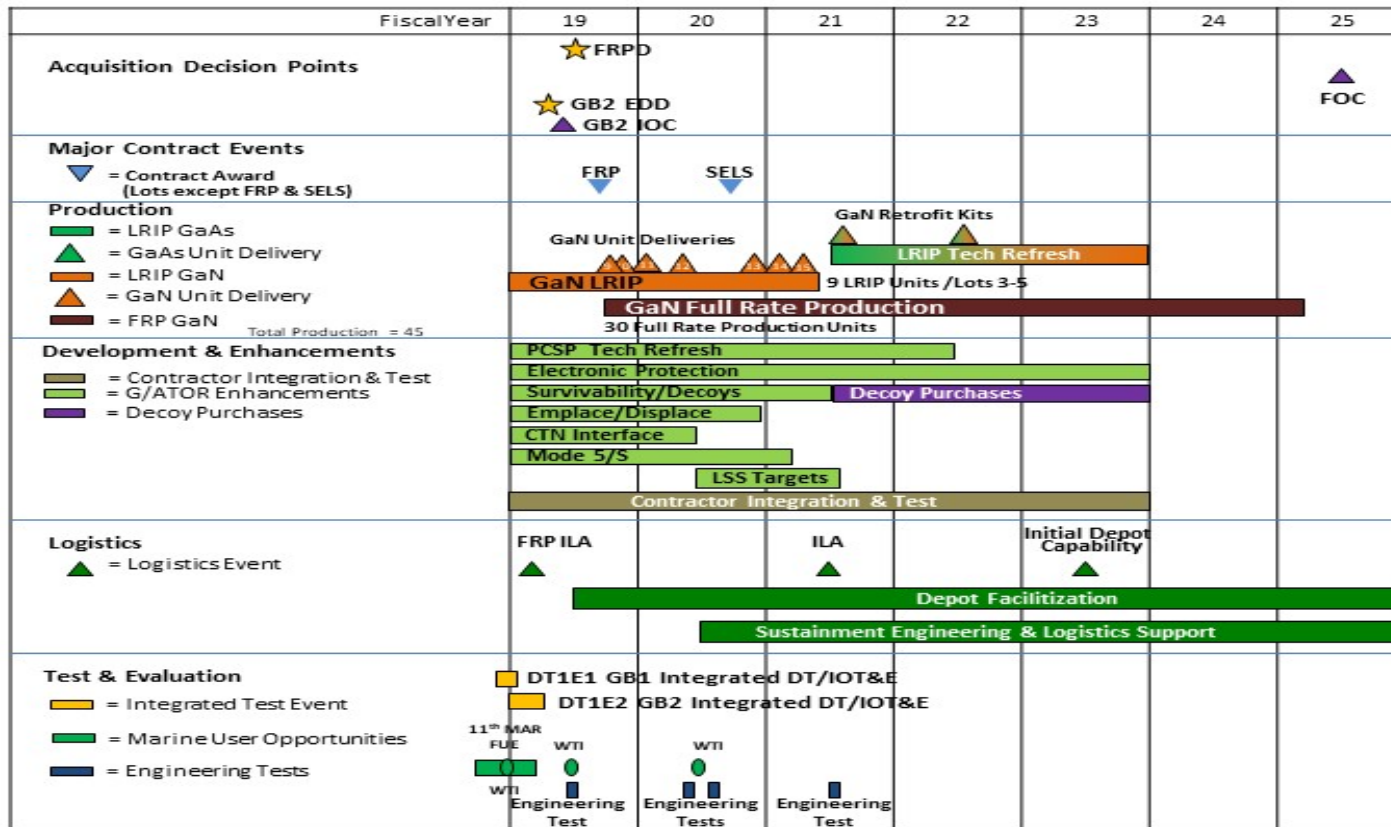 FiscalYear 19 20 21 22 23 24 25
FRPD
Acquisition Decision Points
FOC
GB2 EDD
GB2 IOC
Major Contract Events
= Contract Award
(Lots except FRP & SELS)
FRP SELS
Production
= LRIP GaAs
= GaAs Unit Delivery
= LRIP GaN
= GaN Unit Delivery
= FRP GaN
Total Production = 45
GaN Retrofit Kits
GaN Unit Deliveries
LRIP Tech Refresh
11 12 13 14 15
GaN LRIP
9 LRIP Units /Lots 3-5
GaN Full Rate Production
30 Full Rate Production Units
Development & Enhancements
= Contractor Integration & Test
= G/ATOR Enhancements
= Decoy Purchases
PCSP Tech Refresh
Electronic Protection
Survivability/Decoys
Decoy Purchases
Emplace/Displace
CTN Interface
Mode 5/S
LSS Targets
Contractor Integration & Test
Logistics
= Logistics Event
FRP ILA
ILA
Initial Depot
Capability
Depot Facilitization
Sustainment Engineering & Logistics Support
Test & Evaluation
= Integrated Test Event
= Marine User Opportunities
= Engineering Tests
DT1E1 GB1 Integrated DT/IOT&E
DT1E2 GB2 Integrated DT/IOT&E
11th MAR
FUE
WTI
WTI
WTI
Engineering
Test
Engineering
Tests
Engineering
Test